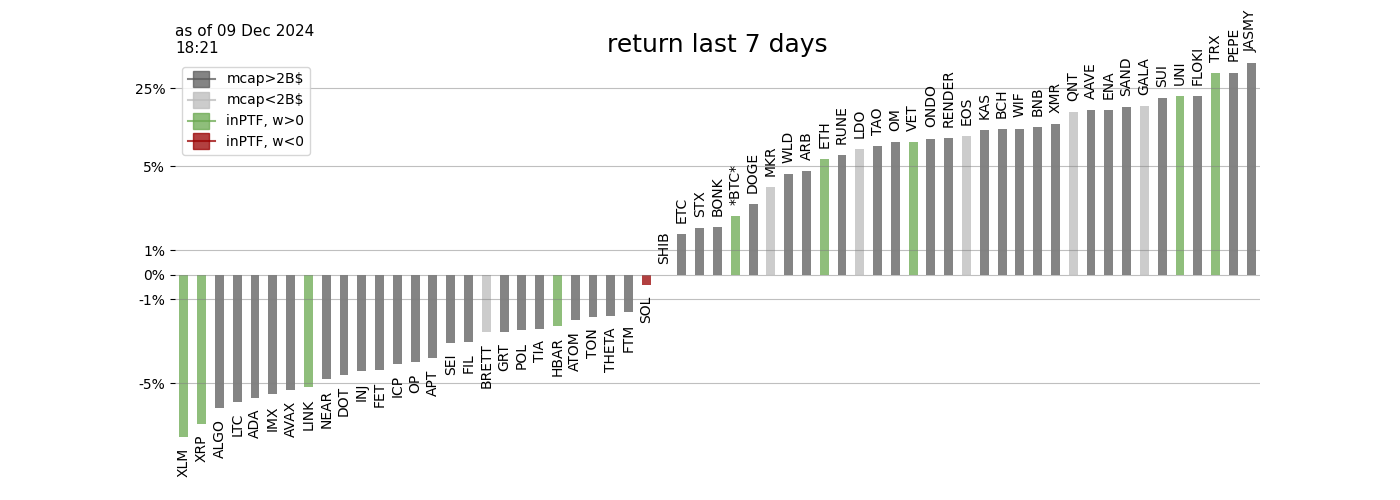 as of 09 Dec 2024
18:21
return last 7 days
mcap>2B$
mcap<2B$
inPTF, w>0
inPTF, w<0
25%
5%
1%
0%
-1%
-5%
XLM
XRP
ALGO
LTC
ADA
IMX
AVAX
LINK
NEAR
DOT
INJ
FET
ICP
OP
APT
SEI
FIL
BRETT
GRT
POL
TIA
HBAR
ATOM
TON
THETA
FTM
SOL
SHIB
ETC
STX
BONK
*BTC*
DOGE
MKR
WLD
ARB
ETH
RUNE
LDO
TAO
OM
VET
ONDO
RENDER
EOS
KAS
BCH
WIF
BNB
XMR
QNT
AAVE
ENA
SAND
GALA
SUI
UNI
FLOKI
TRX
PEPE
JASMY